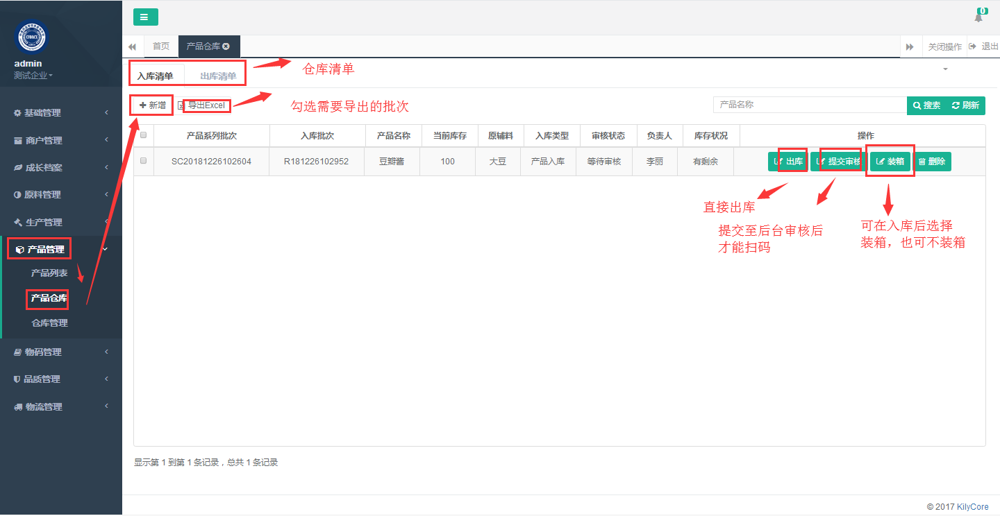 0
首页
产品仓库
关闭操作
退出
admin
测试企业
基础管理
商户管理
成长档案
原料管理
生产管理
产品管理
产品列表
产品仓库
仓库管理
物码管理
品质管理
物流管理
入库清单 出库清单
仓库清单
新增 导出Excel
勾选需要导出的批次
产品名称 搜索 刷新
产品系列批次 入库批次 产品名称 当前库存 原辅料 入库类型 审核状态 负责人 库存状况 操作
SC20181226102604 R181226102952 豆瓣酱 100 大豆 产品入库 等待审核 李丽 有剩余 出库 提交审核 装箱 删除
直接出库
提交至后台审核后
才能扫码
可在入库后选择
装箱，也可不装箱
显示第 1 到第 1 条记录，总共 1 条记录
© 2017 KilyCore